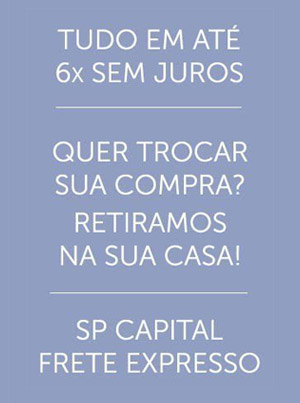 TUDO EM ATÉ
6x SEM JUROS
QUER TROCAR
SUA COMPRA?
RETIRAMOS
NA SUA CASA!
SP CAPITAL
FRETE EXPRESSO